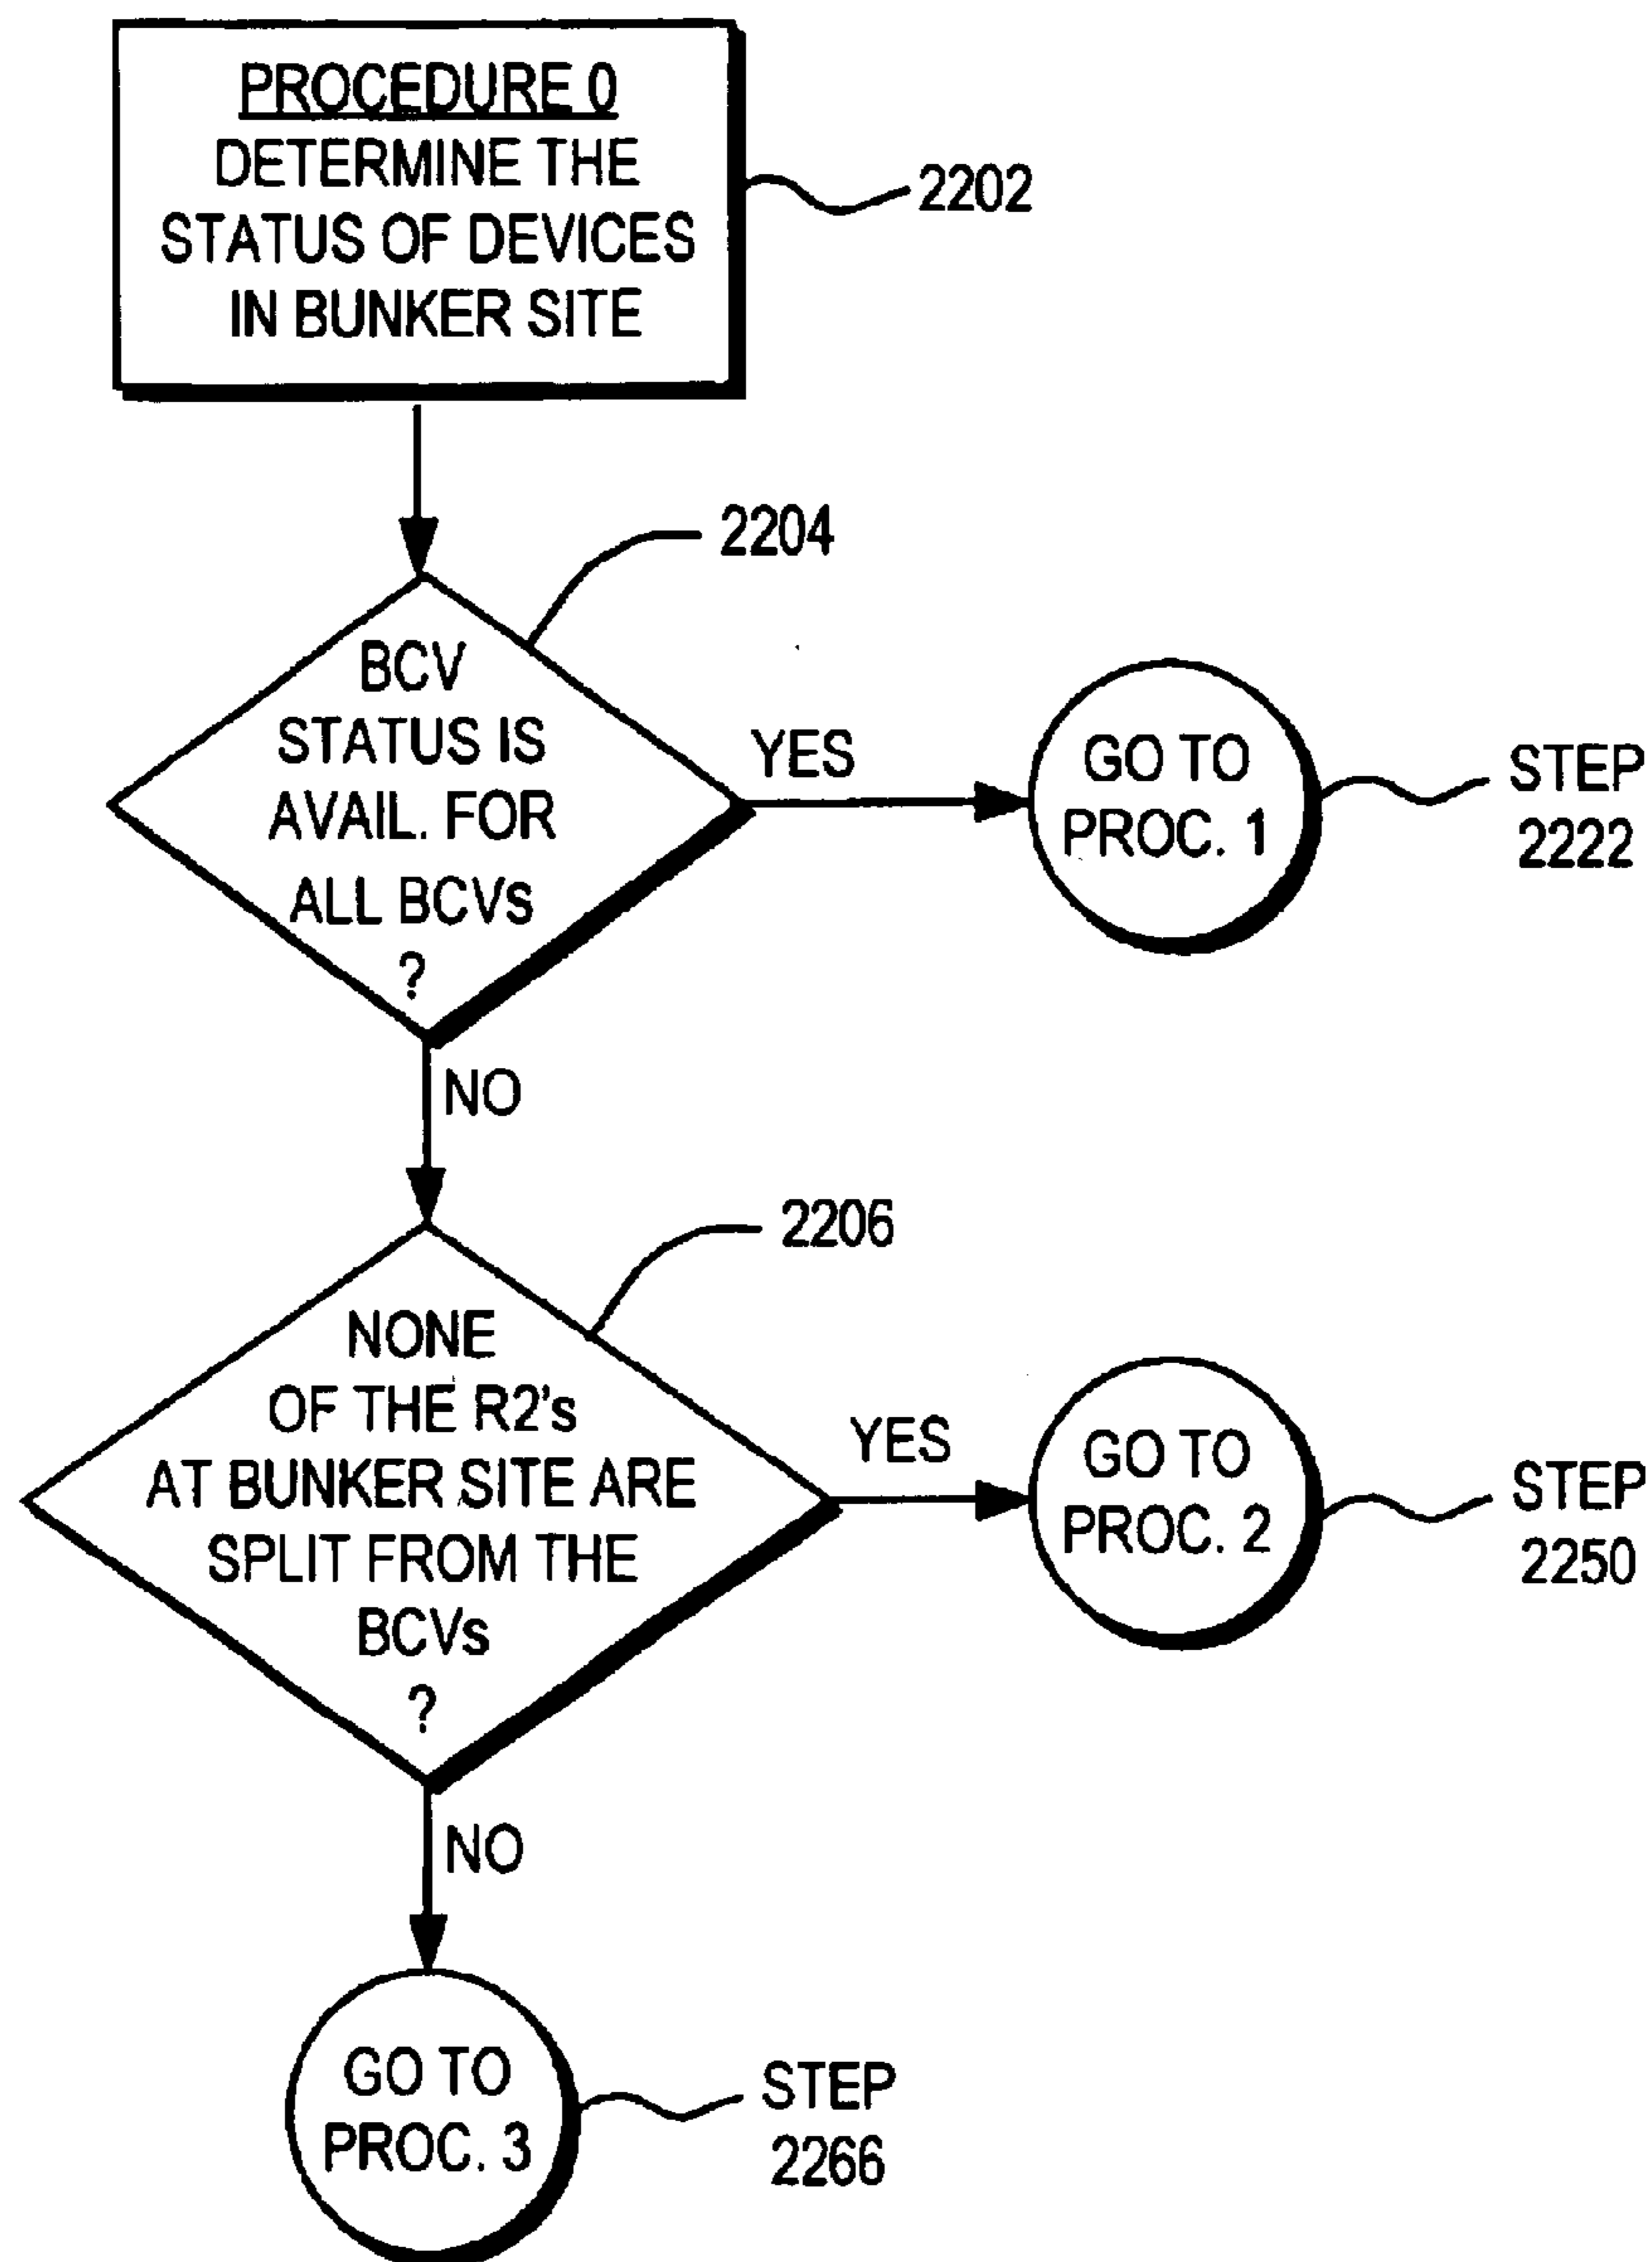 PROCEDURE 0
DETERMINE THE
STATUS OF DEVICES
IN BUNKER SITE
2202
2204
BCV
STATUS IS
AVAIL. FOR
ALL BCVs
?
YES
GO TO
PROC. 1
STEP
2222
NO
2206
NONE
OF THE R2's
AT BUNKER SITE ARE
SPLIT FROM THE
BCVs
?
YES
GO TO
PROC. 2
STEP
2250
NO
GO TO
PROC. 3
STEP
2266